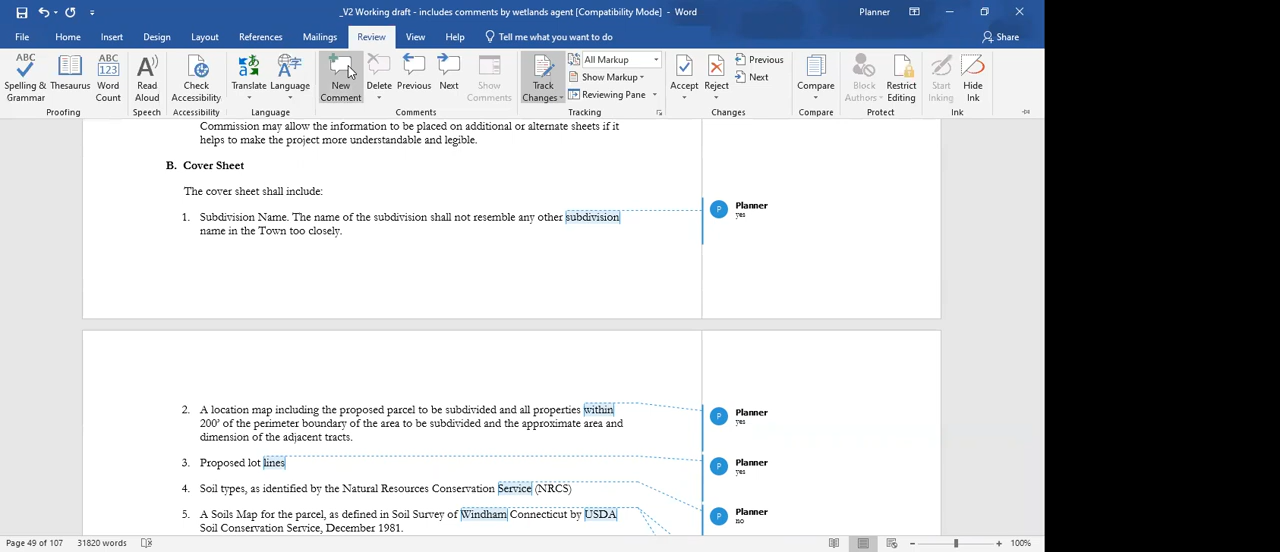 _V2 Working draft - includes comments by wetlands agent [Compatibility Mode] - Word
Planner
File Home Insert Design Layout References Mailings Review View Help Tell me what you want to do Share
ABC Spelling & Grammar
Thesaurus
ABC 123 Word Count
Read Aloud
Check Accessibility
Translate
Language
New Comment
Delete
Previous
Next
Show Comments
Track Changes
All Markup
Show Markup
Reviewing Pane
Accept
Reject
Previous
Next
Compare
Block Authors
Restrict Editing
Start Inking
Hide Ink
Proofing Speech Accessibility Language Comments Tracking Changes Compare Protect Ink
Commission may allow the information to be placed on additional or alternate sheets if it
helps to make the project more understandable and legible.
B. Cover Sheet
The cover sheet shall include:
1. Subdivision Name. The name of the subdivision shall not resemble any other subdivision
name in the Town too closely.
P Planner
yes
2. A location map including the proposed parcel to be subdivided and all properties within
200' of the perimeter boundary of the area to be subdivided and the approximate area and
dimension of the adjacent tracts.
P Planner
yes
3. Proposed lot lines
P Planner
yes
4. Soil types, as identified by the Natural Resources Conservation Service (NRCS)
P Planner
no
5. A Soils Map for the parcel, as defined in Soil Survey of Windham Connecticut by USDA
Soil Conservation Service, December 1981.
Page 49 of 107 31820 words 100%